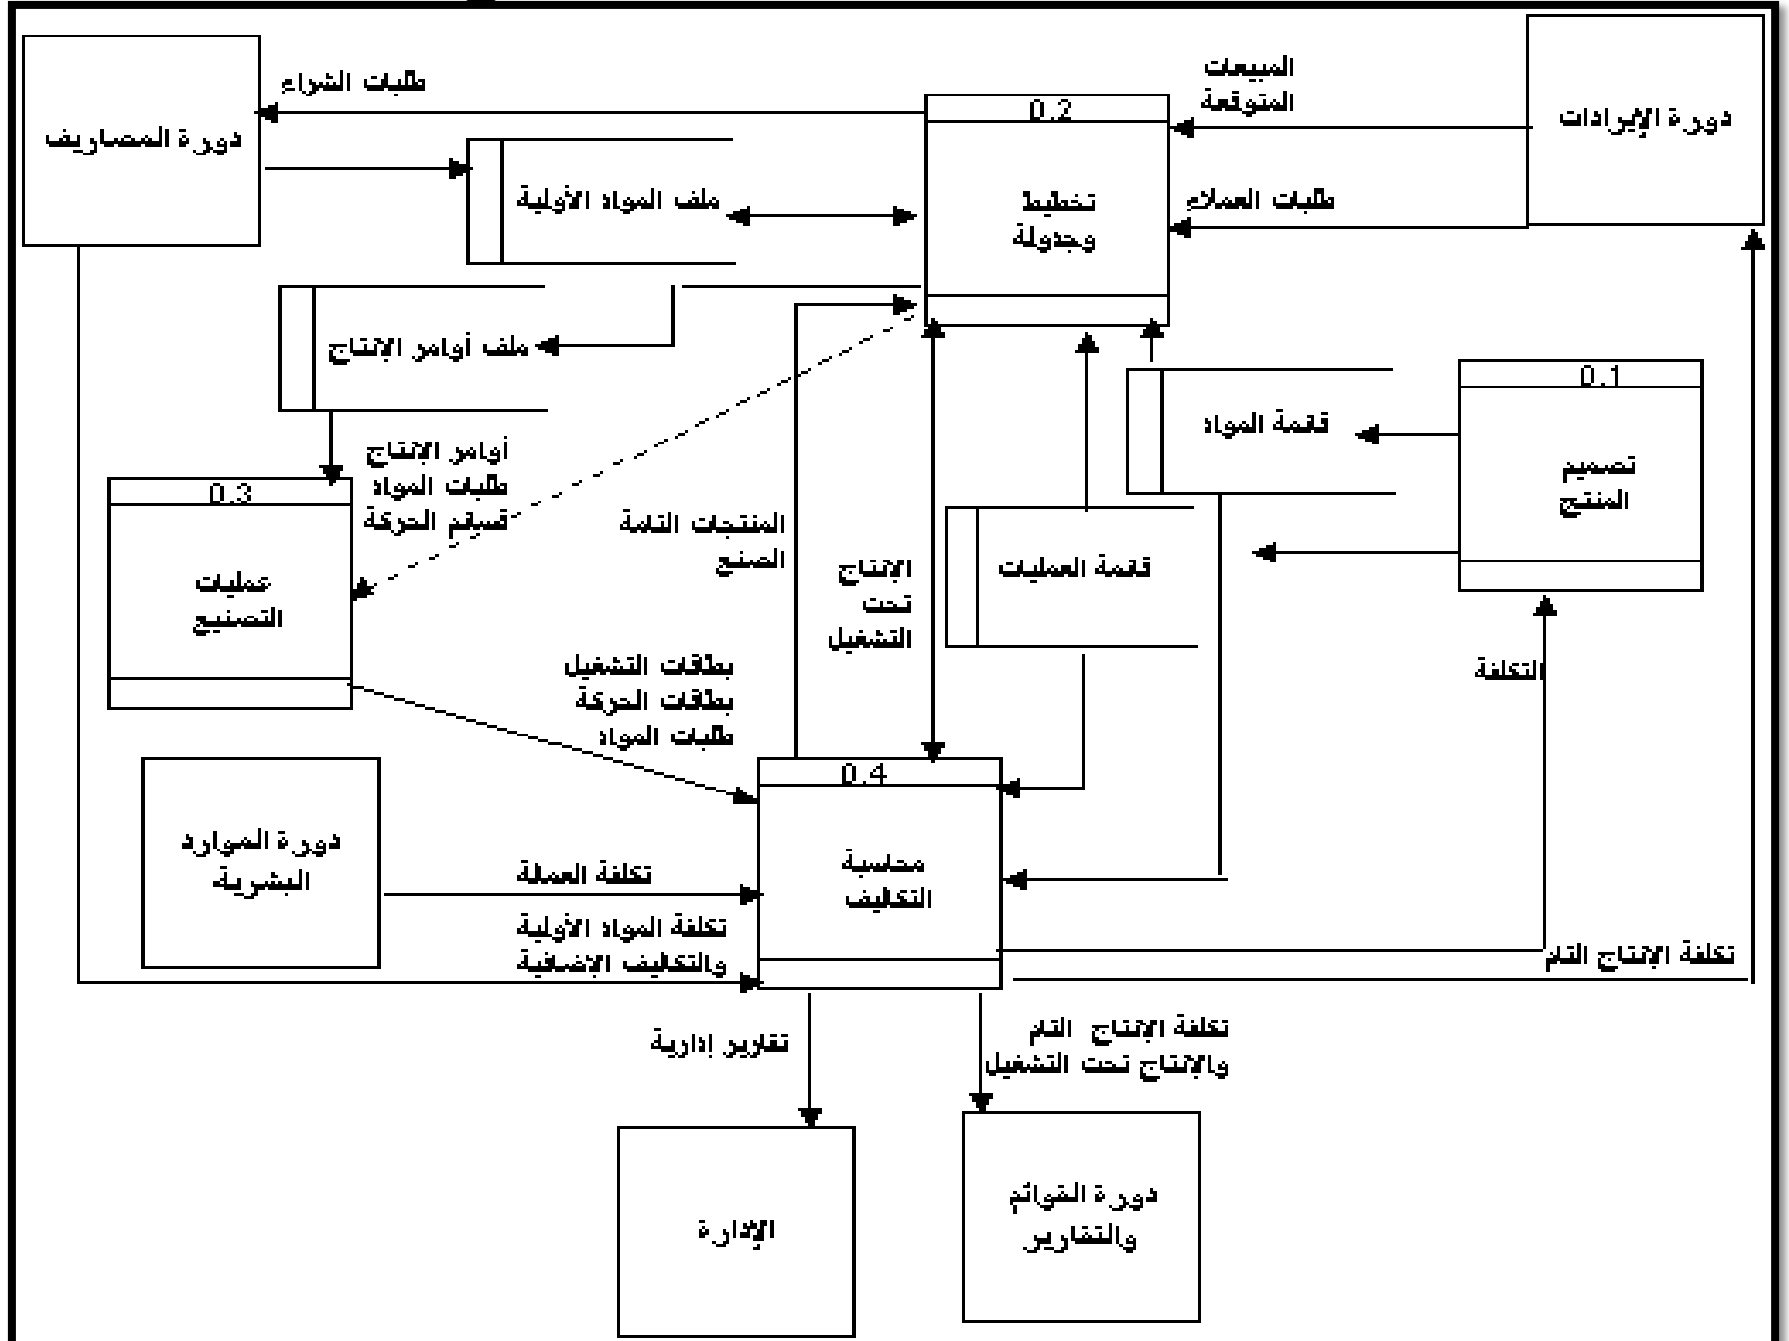 دورة الإيرادات
المبيعات
المتوقعة
طلبات العملاء
0.2
تخطيط
وجدولة
طلبات الشراء
دورة المصاريف
ملف المواد الأولية
ملف أوامر الإنتاج
0.1
تصميم
المنتج
قائمة المواد
قائمة العمليات
أوامر الإنتاج
طلبات المواد
قسائم الحركة
0.3
عمليات
التصنيع
المنتجات التامة
الصنع
الإنتاج
تحت
التشغيل
التكلفة
بطاقات التشغيل
بطاقات الحركة
طلبات المواد
0.4
محاسبة
التكاليف
دورة الموارد
البشرية
تكلفة العمالة
تكلفة المواد الأولية
والتكاليف الإضافية
تكلفة الإنتاج التام
تكلفة الإنتاج التام
والإنتاج تحت التشغيل
تقارير إدارية
دورة القوائم
والتقارير
الإدارة